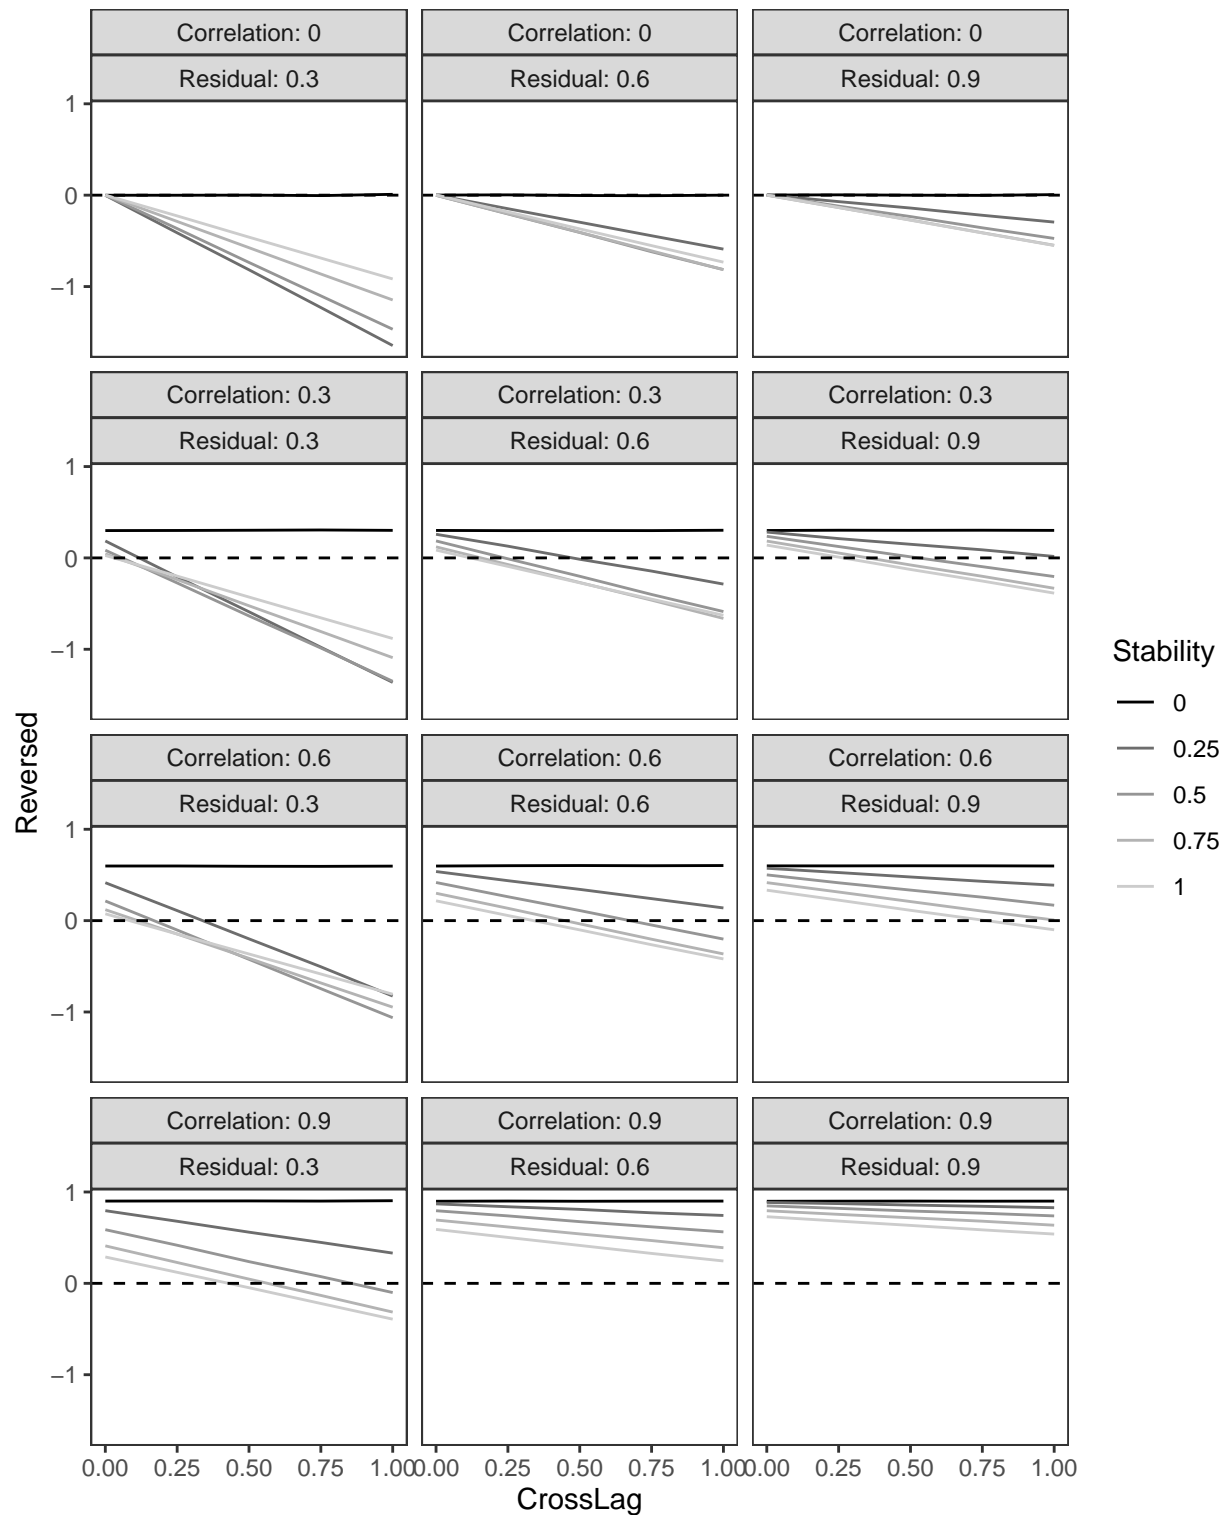 Correlation: 0 Correlation: 0 Correlation: 0
Residual: 0.3 Residual: 0.6 Residual: 0.9
1
0
−1
Correlation: 0.3 Correlation: 0.3 Correlation: 0.3
Residual: 0.3 Residual: 0.6 Residual: 0.9
1
0
−1
Correlation: 0.6 Correlation: 0.6 Correlation: 0.6
Residual: 0.3 Residual: 0.6 Residual: 0.9
1
0
−1
Correlation: 0.9 Correlation: 0.9 Correlation: 0.9
Residual: 0.3 Residual: 0.6 Residual: 0.9
1
0
−1
0.00 0.25 0.50 0.75 1.00 0.00 0.25 0.50 0.75 1.00 0.00 0.25 0.50 0.75 1.00
CrossLag
Reversed
Stability
0
0.25
0.5
0.75
1